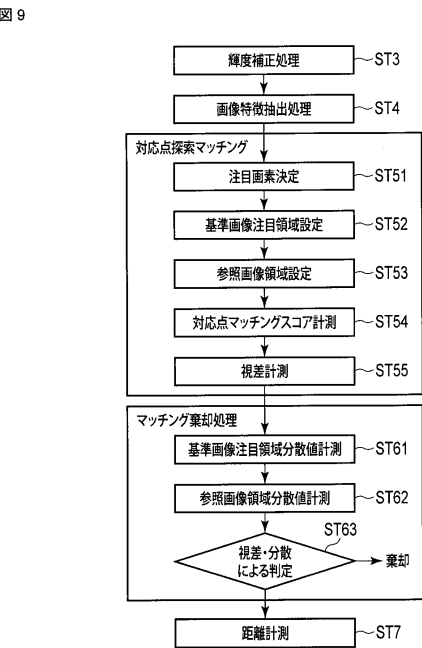 図 9
輝度補正処理 ST3
画像特徴抽出処理 ST4
対応点探索マッチング
注目画素決定 ST51
基準画像注目領域設定 ST52
参照画像領域設定 ST53
対応点マッチングスコア計測 ST54
視差計測 ST55
マッチング棄却処理
基準画像注目領域分散値計測 ST61
参照画像領域分散値計測 ST62
ST63
視差・分散
による判定
棄却
距離計測 ST7